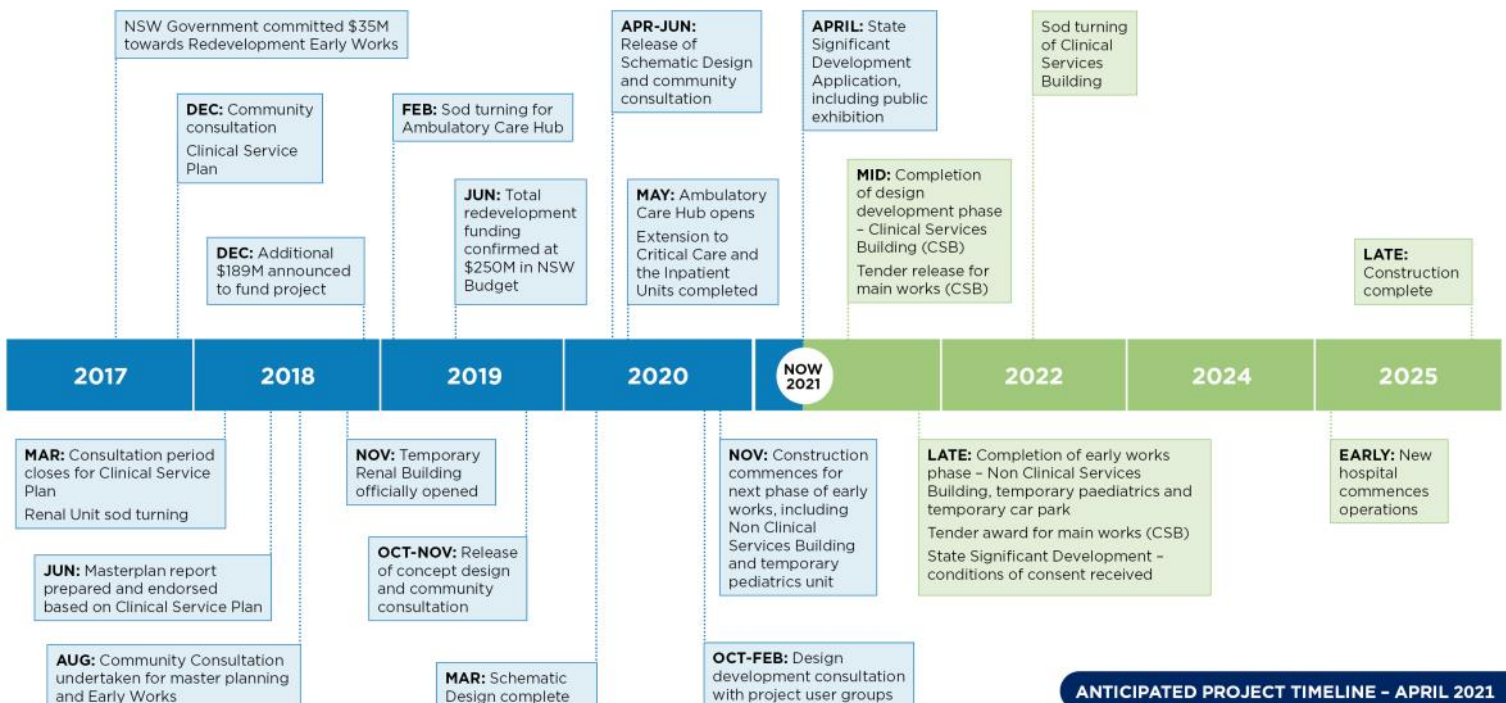 NSW Government committed $35M
towards Redevelopment Early Works
DEC: Community
consultation
Clinical Service
Plan
DEC: Additional
$189M announced
to fund project
FEB: Sod turning for
Ambulatory Care Hub
JUN: Total
redevelopment
funding
confirmed at
$250M in NSW
Budget
APR-JUN:
Release of
Schematic Design
and community
consultation
MAY: Ambulatory
Care Hub opens
Extension to
Critical Care and
the Inpatient
Units completed
APRIL: State
Significant
Development
Application,
including public
exhibition
MID: Completion
of design
development phase
– Clinical Services
Building (CSB)
Tender release for
main works (CSB)
Sod turning
of Clinical
Services
Building
LATE:
Construction
complete
2017
2018
2019
2020
NOW
2021
2022
2024
2025
MAR: Consultation period
closes for Clinical Service
Plan
Renal Unit sod turning
JUN: Masterplan report
prepared and endorsed
based on Clinical Service Plan
AUG: Community Consultation
undertaken for master planning
and Early Works
NOV: Temporary
Renal Building
officially opened
OCT-NOV: Release
of concept design
and community
consultation
MAR: Schematic
Design complete
OCT-FEB: Design
development consultation
with project user groups
NOV: Construction
commences for
next phase of early
works, including
Non Clinical
Services Building
and temporary
pediatrics unit
LATE: Completion of early works
phase – Non Clinical Services
Building, temporary paediatrics and
temporary car park
Tender award for main works (CSB)
State Significant Development –
conditions of consent received
EARLY: New
hospital
commences
operations
ANTICIPATED PROJECT TIMELINE – APRIL 2021